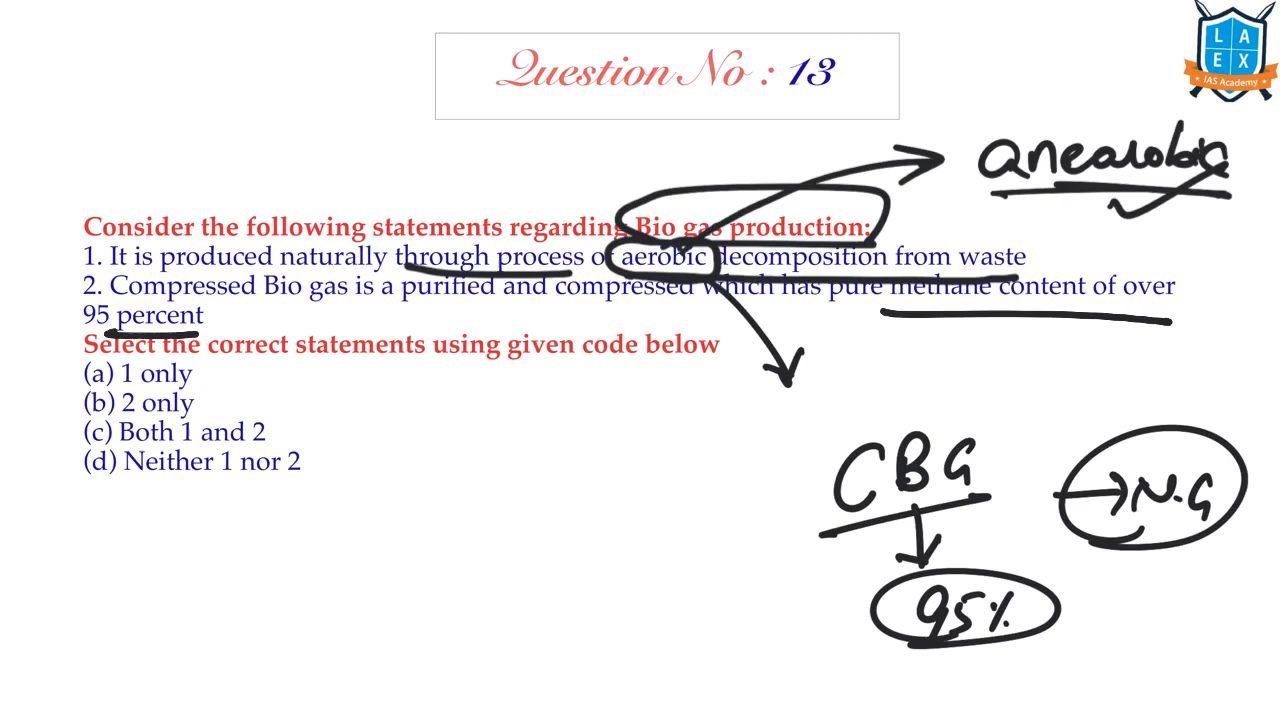 Question No : 13
L A
E X
IAS Academy
anearobic
Consider the following statements regarding Bio gas production:
1. It is produced naturally through process of aerobic decomposition from waste
2. Compressed Bio gas is a purified and compressed which has pure methane content of over
95 percent
Select the correct statements using given code below
(a) 1 only
(b) 2 only
(c) Both 1 and 2
(d) Neither 1 nor 2
CBG
→ N.G
95%